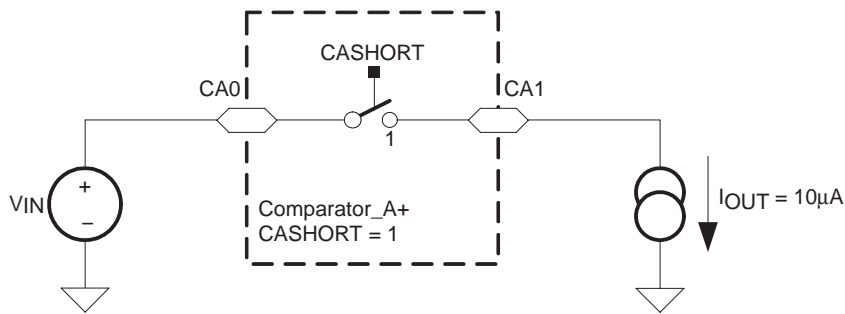 CASHORT
CA0
CA1
1
VIN
+
−
Comparator_A+
CASHORT = 1
IOUT = 10μA